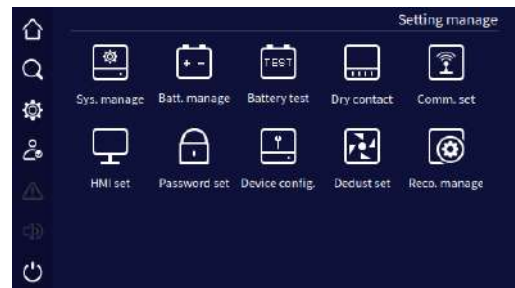 Setting manage
TEST
Sys. manage Batt. manage Battery test Dry contact Comm. set
HMI set Password set Device config. Dedust set Reco. manage